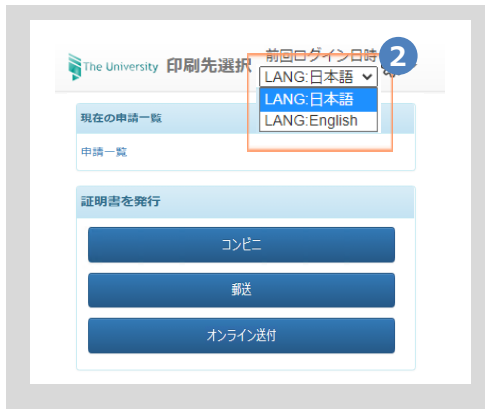 前回ログイン日時
2
The University 印刷先選択
LANG:日本語
LANG:日本語
LANG:English
現在の申請一覧
申請一覧
証明書を発行
コンビニ
郵送
オンライン送付